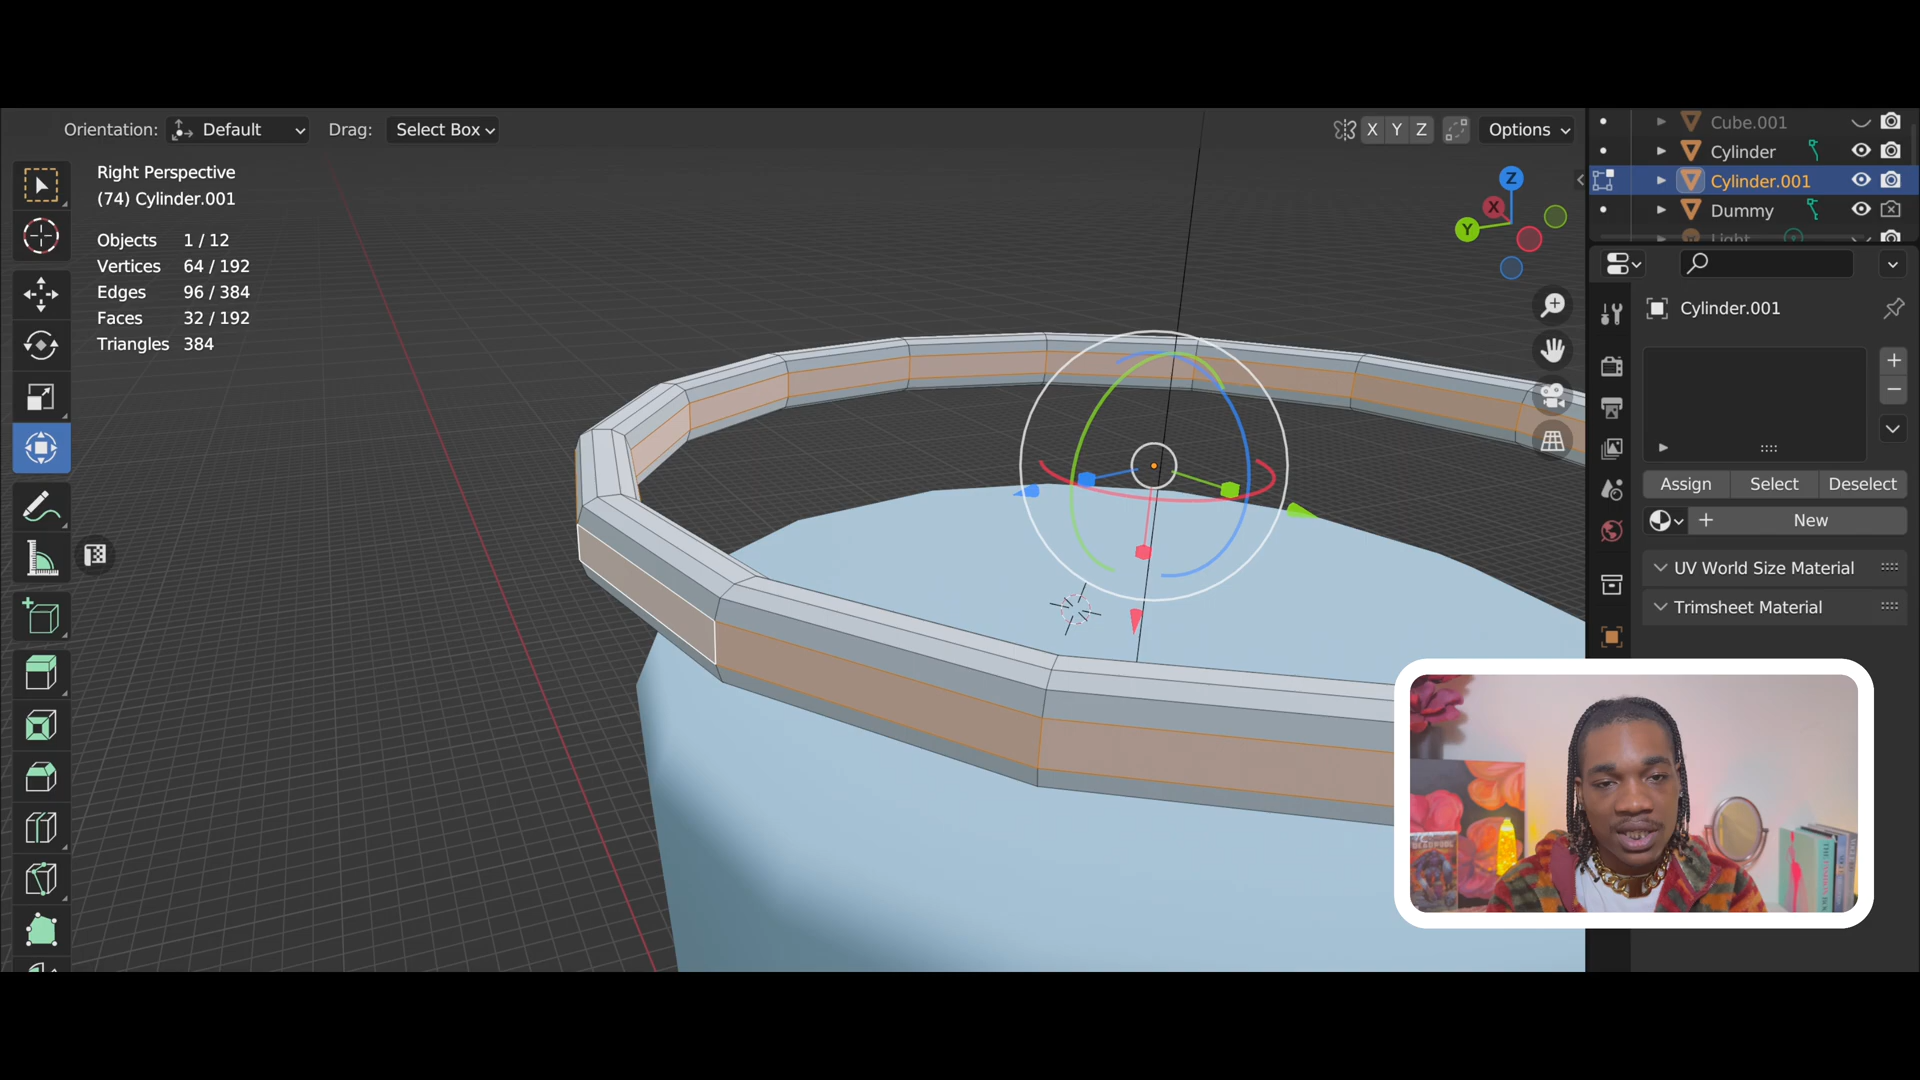 Orientation: Default Drag: Select Box
X Y Z Options
Right Perspective
(74) Cylinder.001
Objects 1 / 12
Vertices 64 / 192
Edges 96 / 384
Faces 32 / 192
Triangles 384
Z
X
Y
Cube.001
Cylinder
Cylinder.001
Dummy
Light
Cylinder.001
Assign Select Deselect
New
UV World Size Material
Trimsheet Material
DEADPOOL